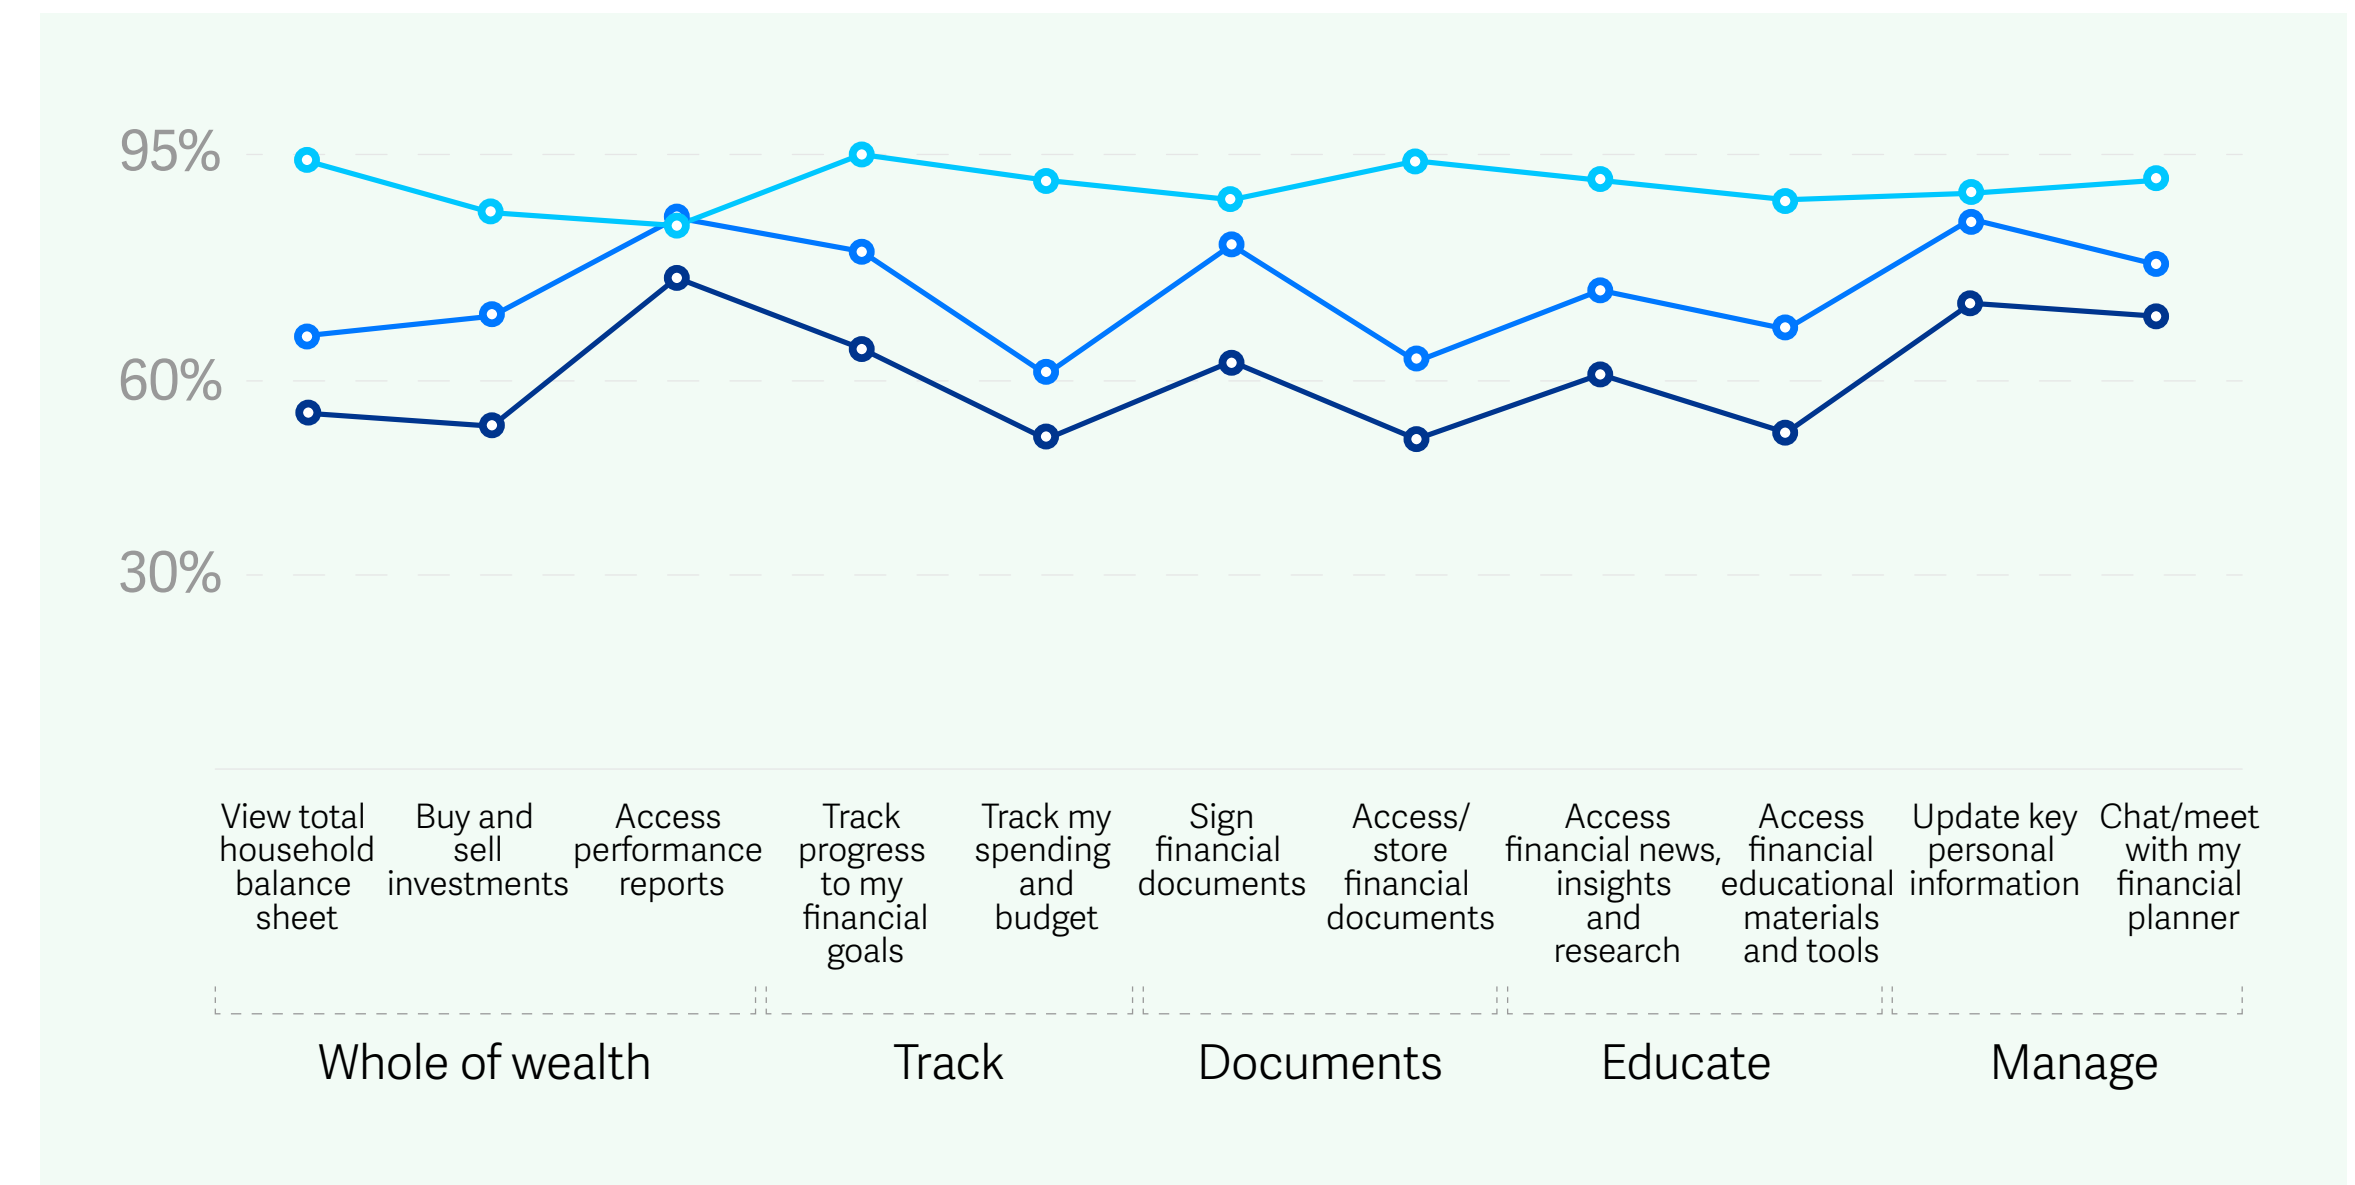 95%
60%
30%
View total
household
balance
sheet
Buy and
sell
investments
Access
performance
reports
Track
progress
to my
financial
goals
Track my
spending
and
budget
Sign
financial
documents
Access/
store
financial
documents
Access
financial news,
insights
and
research
Access
financial
educational
materials
and tools
Update key
personal
information
Chat/meet
with my
financial
planner
Whole of wealth
Track
Documents
Educate
Manage